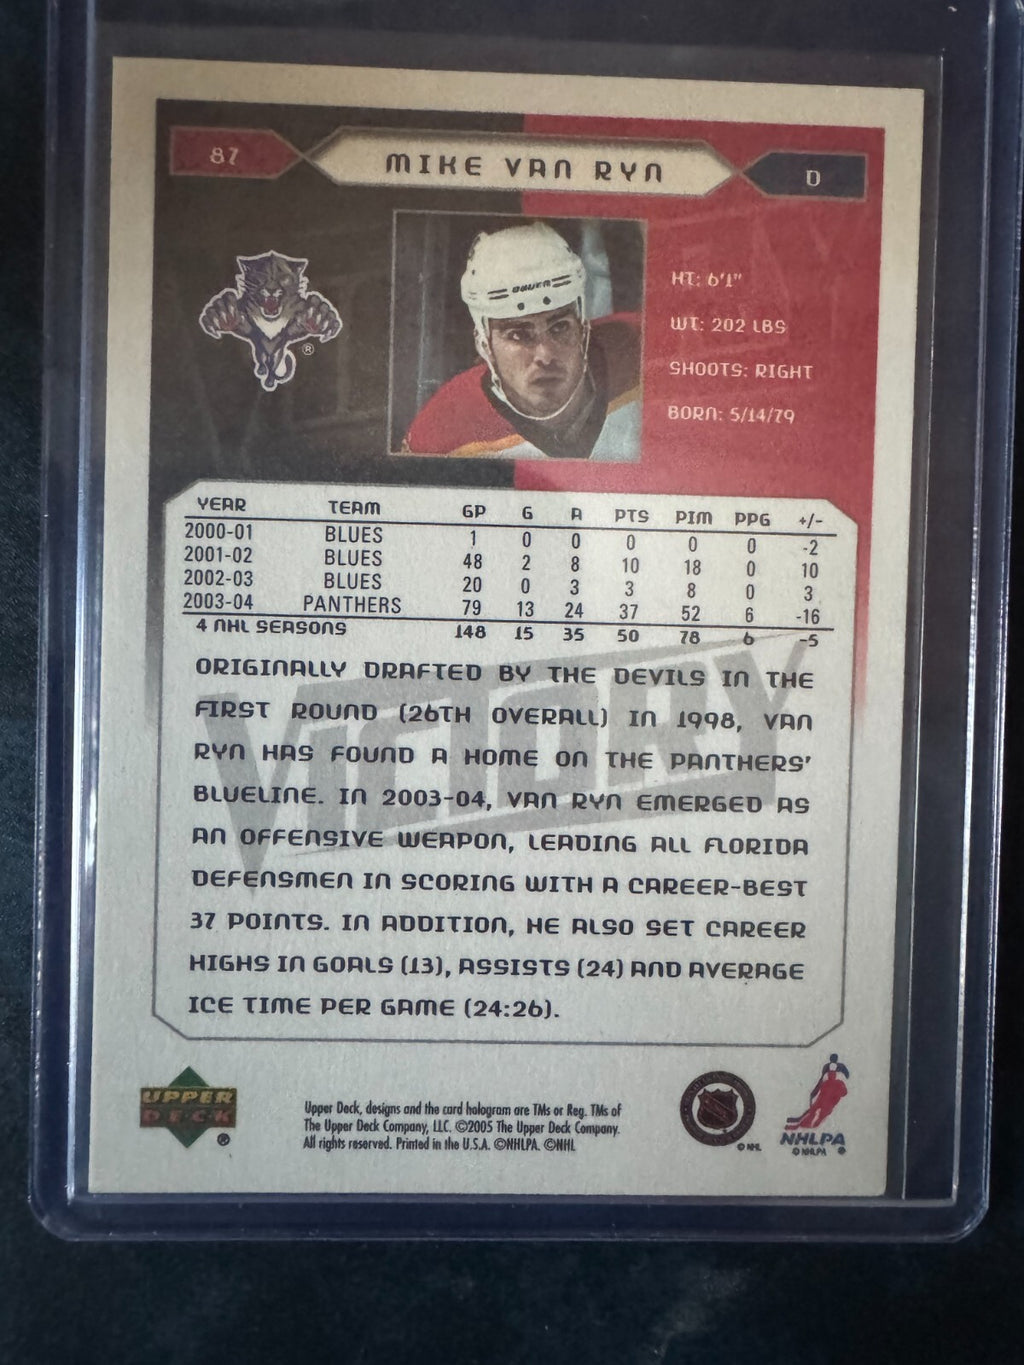 87 MIKE VAN RYN D
BAUER
HT: 6'1"
WT: 202 LBS
SHOOTS: RIGHT
BORN: 5/14/79
®
YEAR TEAM GP G A PTS PIM PPG +/-
2000-01 BLUES 1 0 0 0 0 0 -2
2001-02 BLUES 48 2 8 10 18 0 10
2002-03 BLUES 20 0 3 3 8 0 3
2003-04 PANTHERS 79 13 24 37 52 6 -16
4 NHL SEASONS 148 15 35 50 78 6 -5
VICTORY
ORIGINALLY DRAFTED BY THE DEVILS IN THE
FIRST ROUND (26TH OVERALL) IN 1998, VAN
RYN HAS FOUND A HOME ON THE PANTHERS'
BLUELINE. IN 2003-04, VAN RYN EMERGED AS
AN OFFENSIVE WEAPON, LEADING ALL FLORIDA
DEFENSMEN IN SCORING WITH A CAREER-BEST
37 POINTS. IN ADDITION, HE ALSO SET CAREER
HIGHS IN GOALS (13), ASSISTS (24) AND AVERAGE
ICE TIME PER GAME (24:26).
UPPER
DECK
®
Upper Deck, designs and the card hologram are TMs or Reg. TMs of
The Upper Deck Company, LLC. ©2005 The Upper Deck Company.
All rights reserved. Printed in the U.S.A. ©NHLPA. ©NHL
© NHL
NHLPA
© NHLPA ®